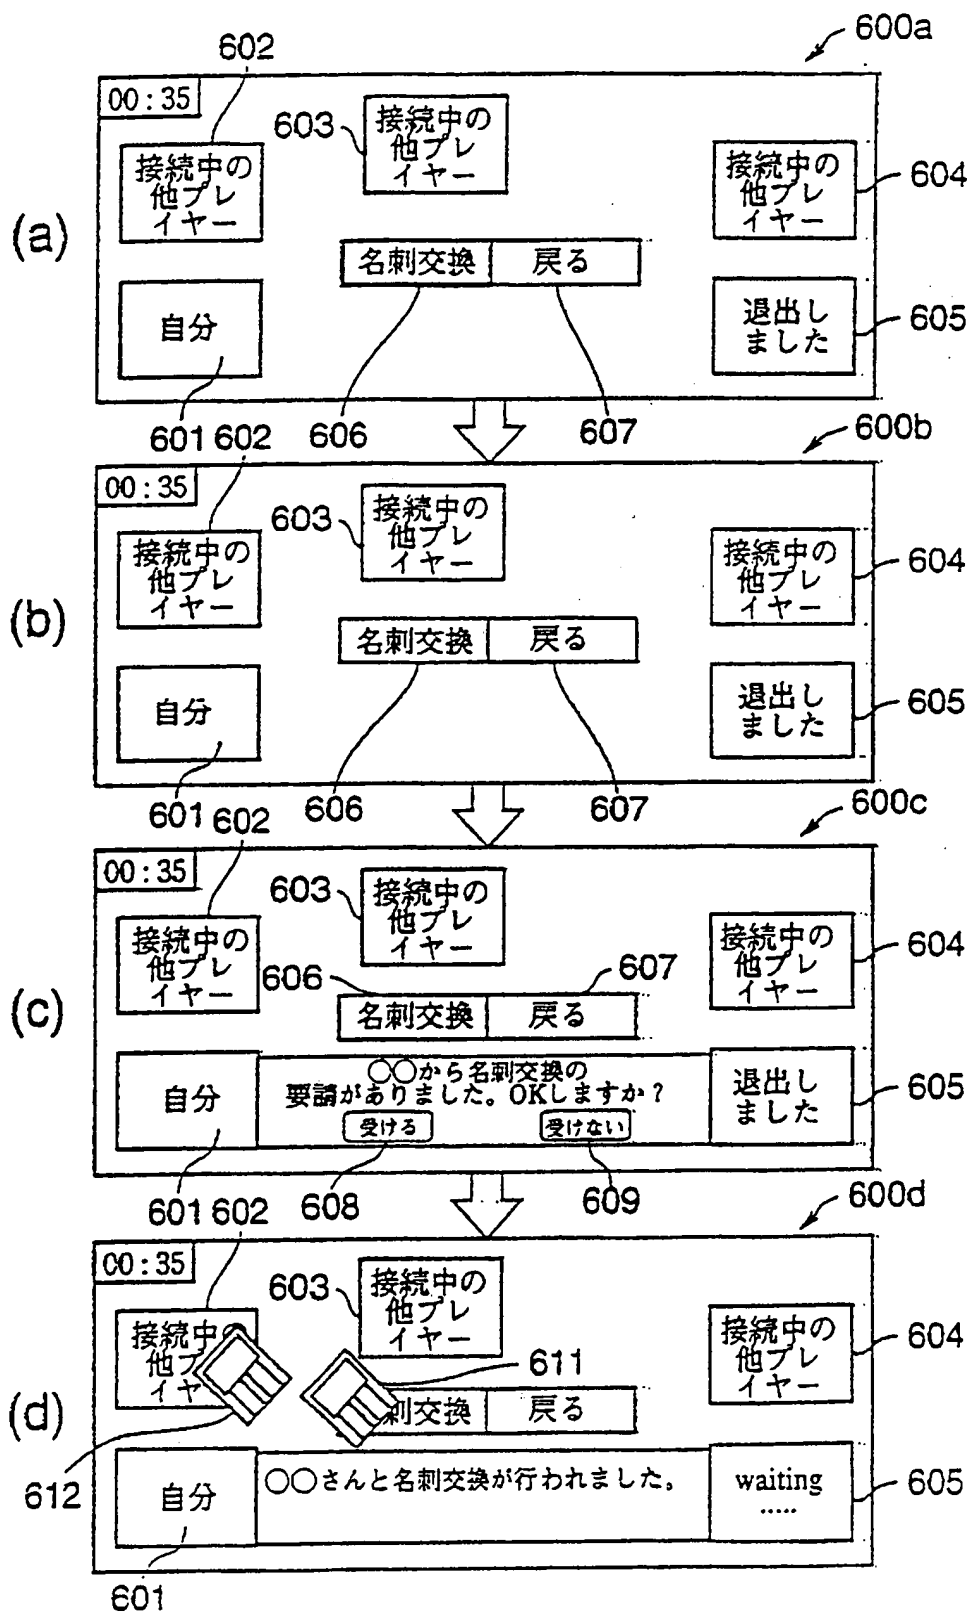 600a
602
00:35
603
接続中の
他プレ
イヤー
接続中の
他プレ
イヤー
接続中の
他プレ
イヤー
604
(a)
名刺交換
戻る
自分
退出し
ました
605
601
602
606
607
600b
00:35
603
接続中の
他プレ
イヤー
接続中の
他プレ
イヤー
接続中の
他プレ
イヤー
604
(b)
名刺交換
戻る
自分
退出し
ました
605
601
602
606
607
600c
00:35
603
接続中の
他プレ
イヤー
接続中の
他プレ
イヤー
接続中の
他プレ
イヤー
604
606
607
(c)
名刺交換
戻る
自分
○○から名刺交換の
要請がありました。OKしますか?
受ける
受けない
退出し
ました
605
601
602
608
609
600d
00:35
603
接続中の
他プレ
イヤー
接続中の
他プ
イヤ
接続中の
他プレ
イヤー
604
611
(d)
刺交換
戻る
612
自分
○○さんと名刺交換が行われました。
waiting
.....
605
601